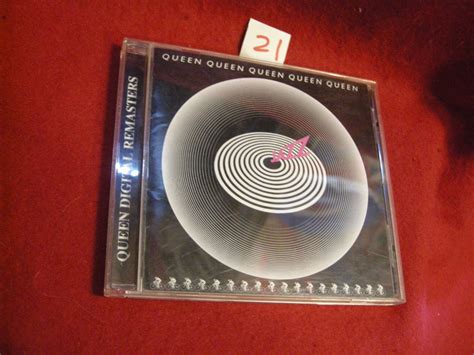 21
QUEEN QUEEN QUEEN QUEEN QUEEN
QUEEN DIGITAL REMASTERS
JAZZ